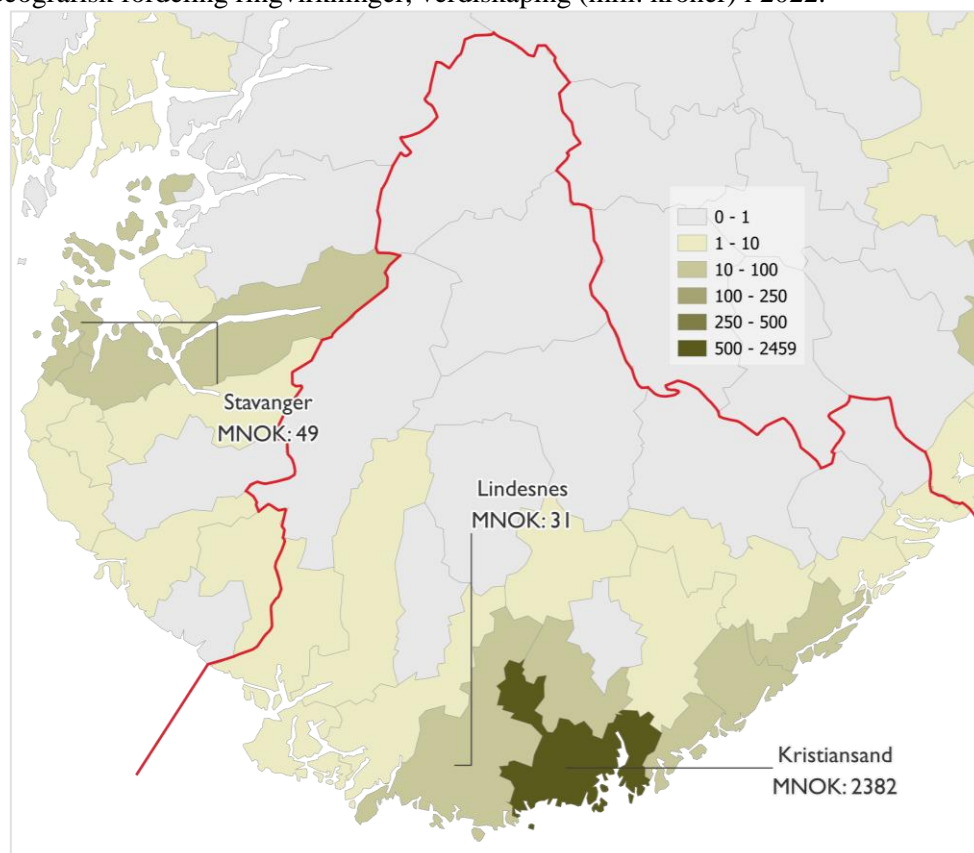 Geografisk fordeling ringvirkninger, verdiskaping (mill. kroner) i 2022.
0 - 1
1 - 10
10 - 100
100 - 250
250 - 500
500 - 2459
Stavanger
MNOK: 49
Lindesnes
MNOK: 31
Kristiansand
MNOK: 2382